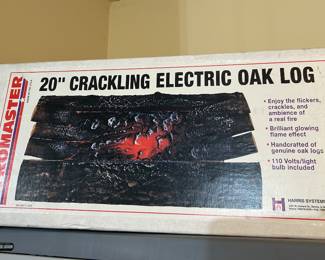 20" CRACKLING ELECTRIC OAK LOG
• Enjoy the flickers,
crackles, and
ambience of
a real fire
• Brilliant glowing
flame effect
• Handcrafted of
genuine oak logs
• 110 Volts/light
bulb included
ROMASTER
HARRIS SYSTEMS